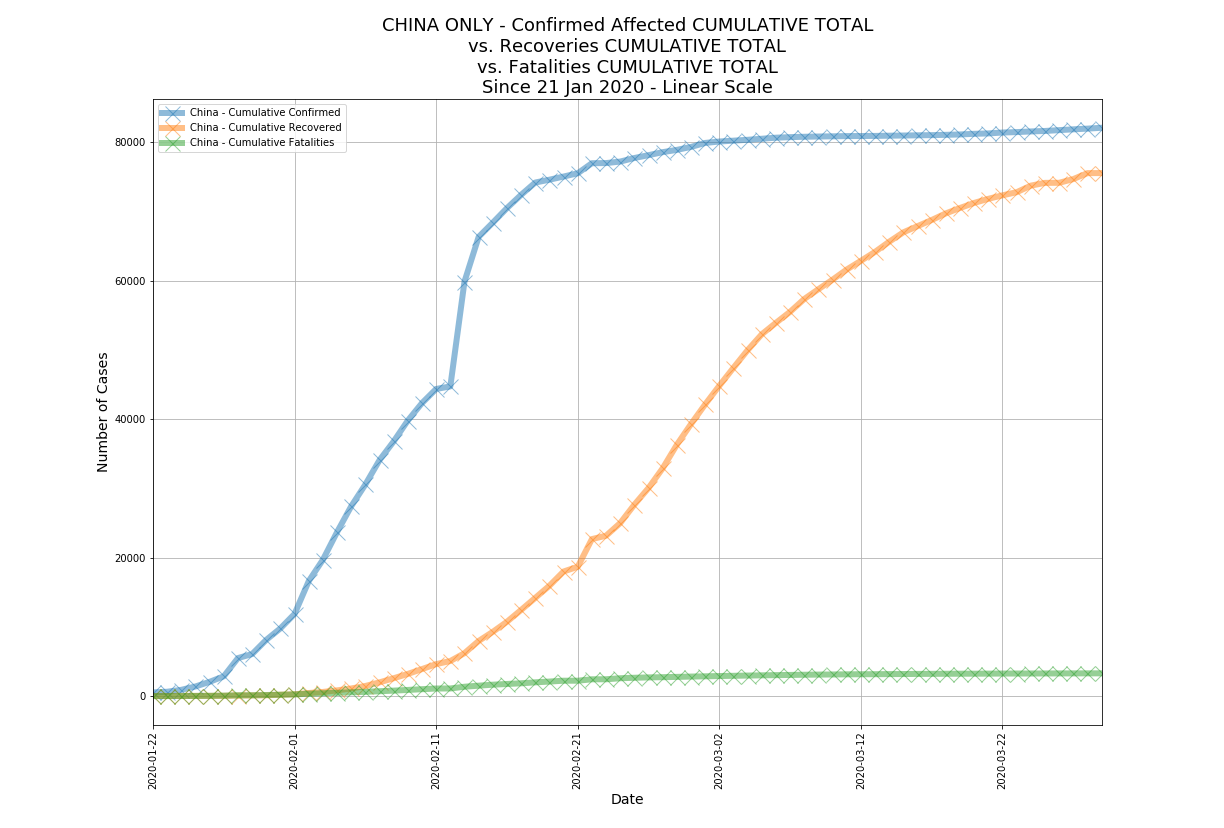 CHINA ONLY - Confirmed Affected CUMULATIVE TOTAL
vs. Recoveries CUMULATIVE TOTAL
vs. Fatalities CUMULATIVE TOTAL
Since 21 Jan 2020 - Linear Scale
China - Cumulative Confirmed
China - Cumulative Recovered
China - Cumulative Fatalities
80000
60000
40000
20000
0
Number of Cases
2020-01-22
2020-02-01
2020-02-11
2020-02-21
2020-03-02
2020-03-12
2020-03-22
Date